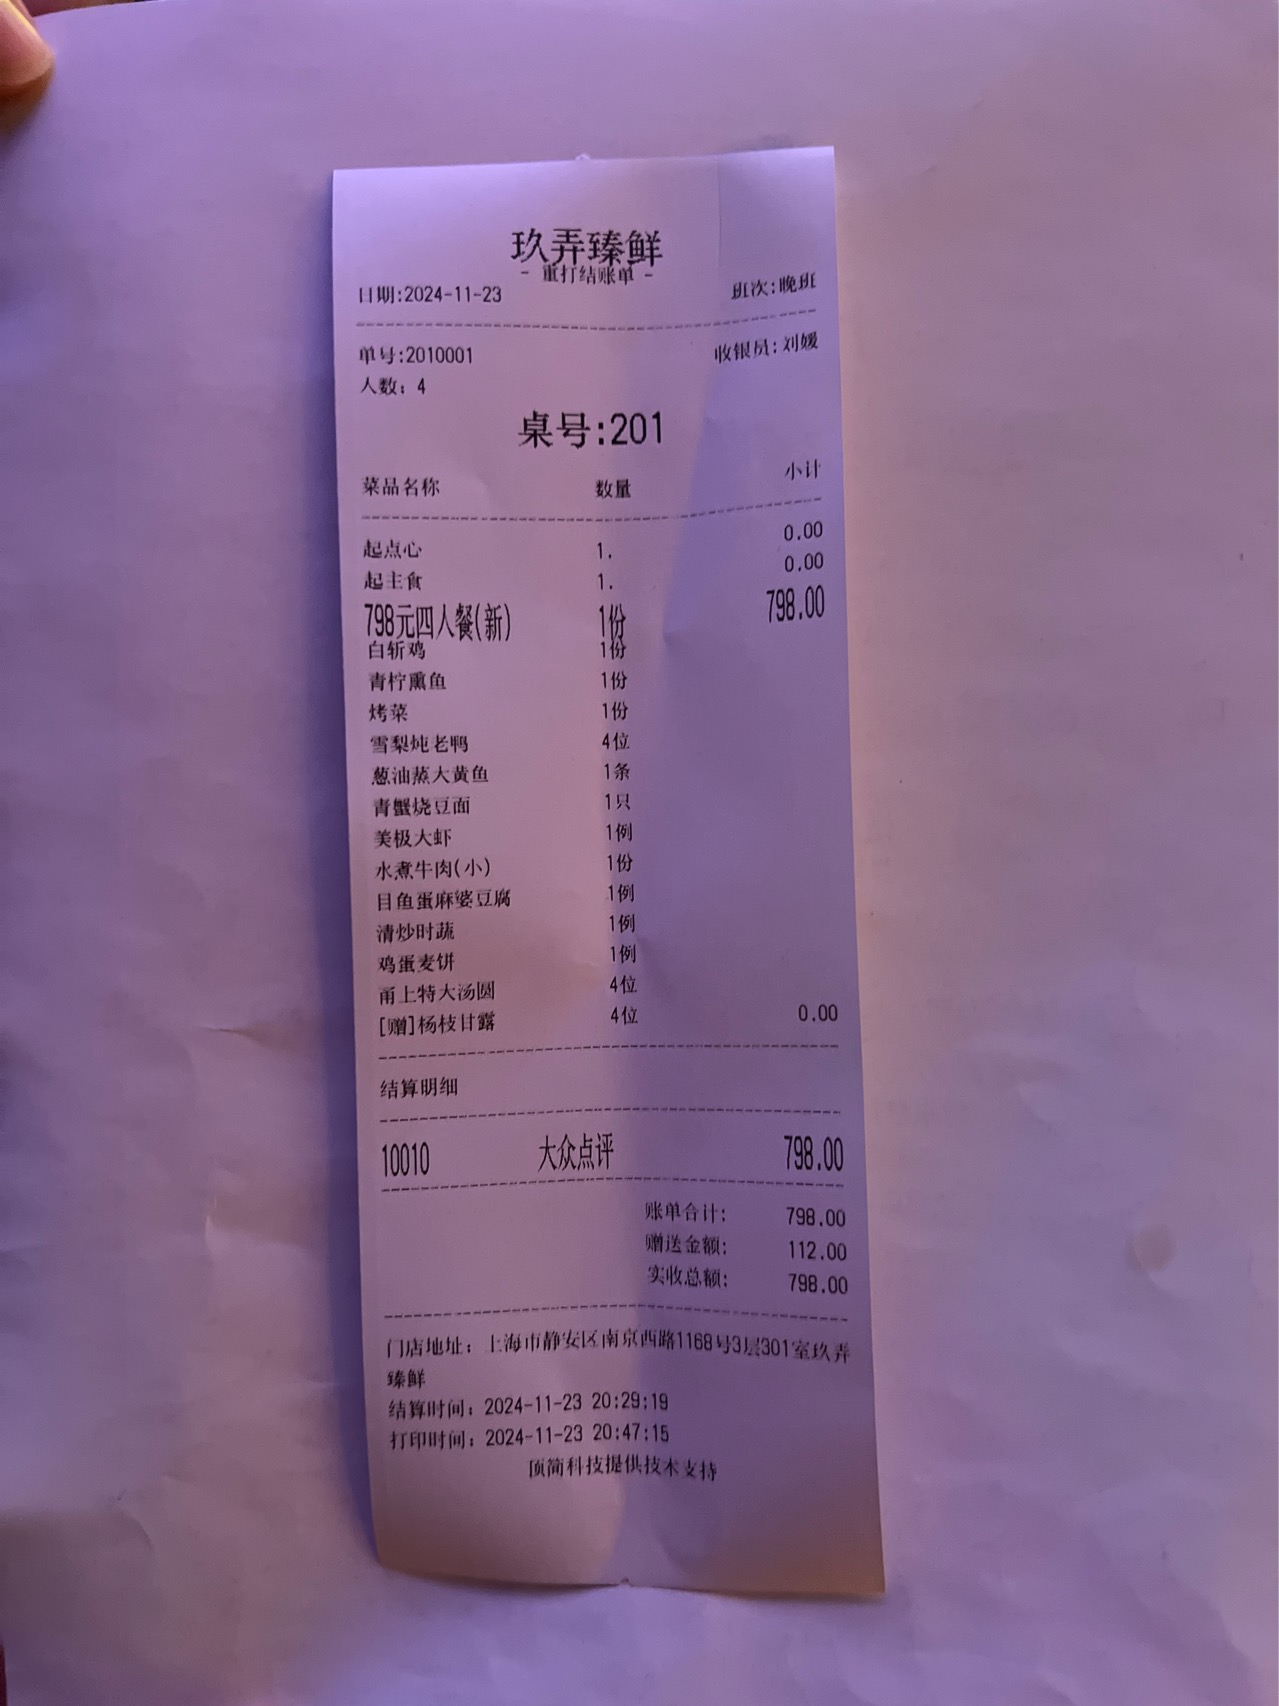 玖弄臻鲜
- 重打结账单 -
日期:2024-11-23 班次:晚班
单号:2010001 收银员:刘媛
人数: 4
桌号:201
菜品名称 数量 小计
起点心 1. 0.00
起主食 1. 0.00
798元四人餐(新) 1份 798.00
白斩鸡 1份
青柠熏鱼 1份
烤菜 1份
雪梨炖老鸭 4位
葱油蒸大黄鱼 1条
青蟹烧豆面 1只
美极大虾 1例
水煮牛肉(小) 1份
目鱼蛋麻婆豆腐 1例
清炒时蔬 1例
鸡蛋麦饼 1例
甬上特大汤圆 4位
[赠]杨枝甘露 4位 0.00
结算明细
10010 大众点评 798.00
账单合计: 798.00
赠送金额: 112.00
实收总额: 798.00
门店地址: 上海市静安区南京西路1168号3层301室玖弄
臻鲜
结算时间: 2024-11-23 20:29:19
打印时间: 2024-11-23 20:47:15
顶简科技提供技术支持